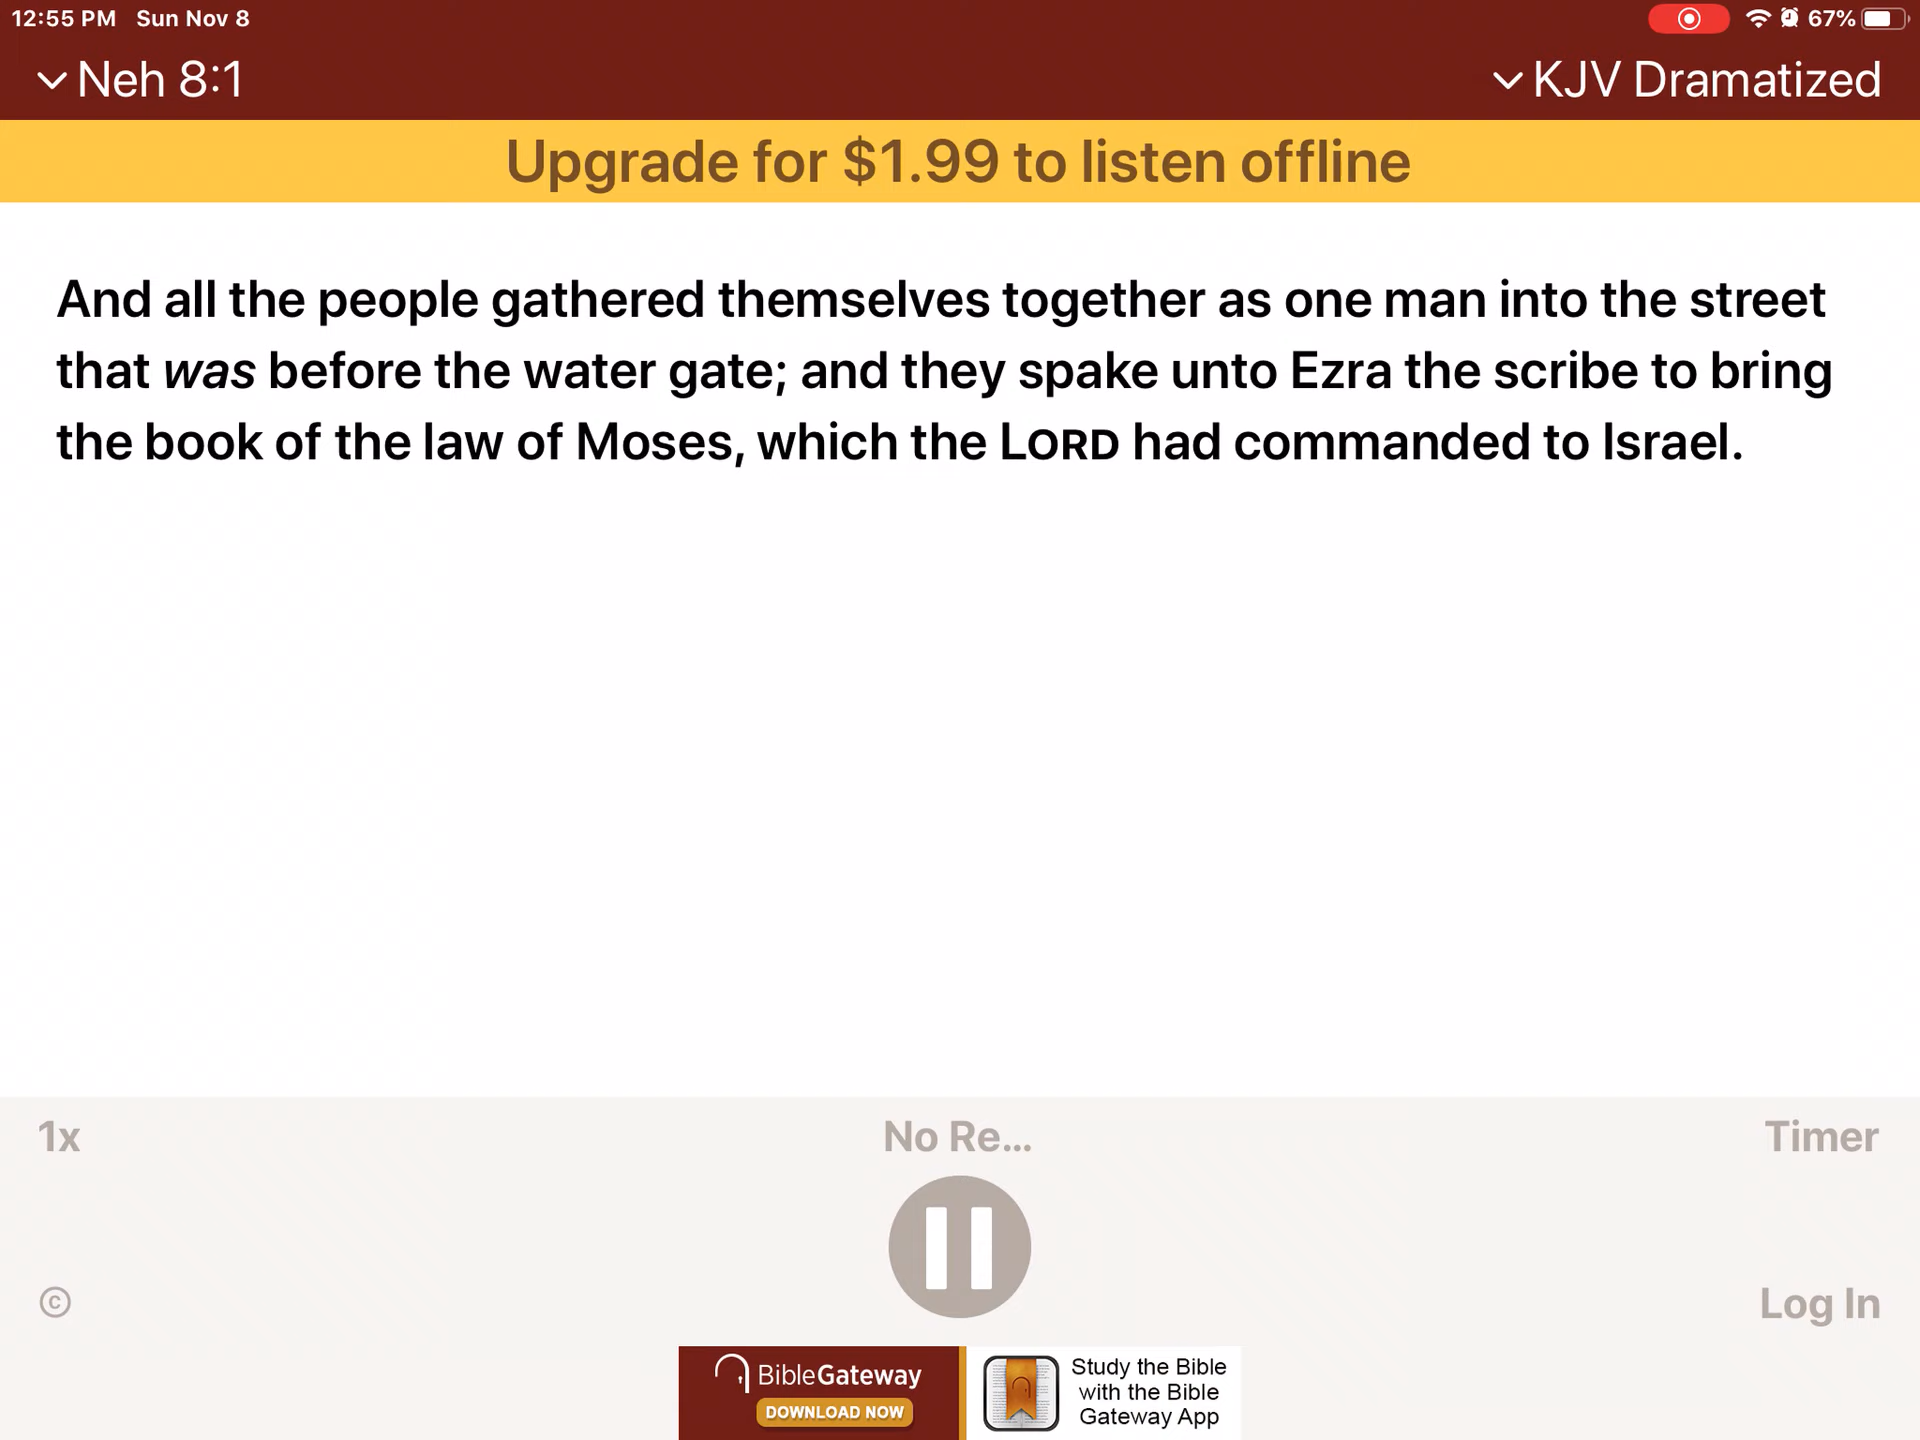 12:55 PM Sun Nov 8 67%
Neh 8:1 KJV Dramatized
Upgrade for $1.99 to listen offline
And all the people gathered themselves together as one man into the street
that was before the water gate; and they spake unto Ezra the scribe to bring
the book of the law of Moses, which the LORD had commanded to Israel.
1x No Re... Timer
© Log In
BibleGateway
DOWNLOAD NOW
Study the Bible
with the Bible
Gateway App